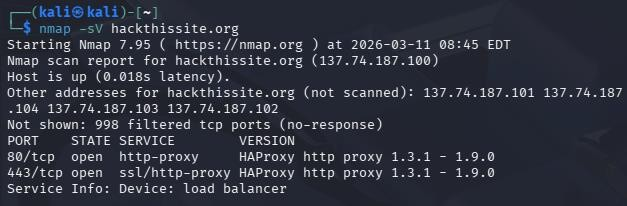 ┌──(kali㉿kali)-[~]
└─$ nmap -sV hackthissite.org
Starting Nmap 7.95 ( https://nmap.org ) at 2026-03-11 08:45 EDT
Nmap scan report for hackthissite.org (137.74.187.100)
Host is up (0.018s latency).
Other addresses for hackthissite.org (not scanned): 137.74.187.101 137.74.187
.104 137.74.187.103 137.74.187.102
Not shown: 998 filtered tcp ports (no-response)
PORT    STATE SERVICE        VERSION
80/tcp  open  http-proxy     HAProxy http proxy 1.3.1 - 1.9.0
443/tcp open  ssl/http-proxy HAProxy http proxy 1.3.1 - 1.9.0
Service Info: Device: load balancer